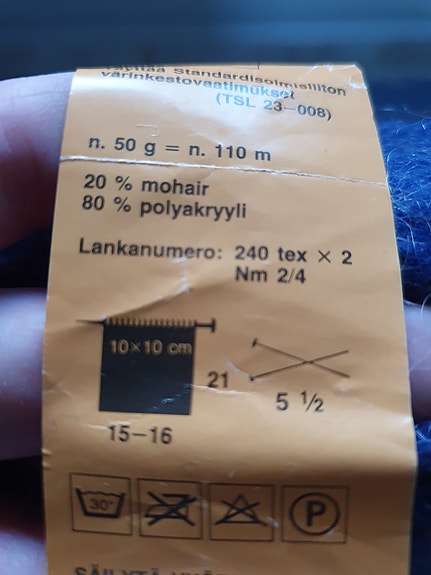 täyttää Standardisoimisliiton
värinkestovaatimukset
(TSL 23-008)
n. 50 g = n. 110 m
20 % mohair
80 % polyakryyli
Lankanumero: 240 tex × 2
Nm 2/4
10×10 cm
21
5 ½
15-16
30°
P
SÄILYTÄ